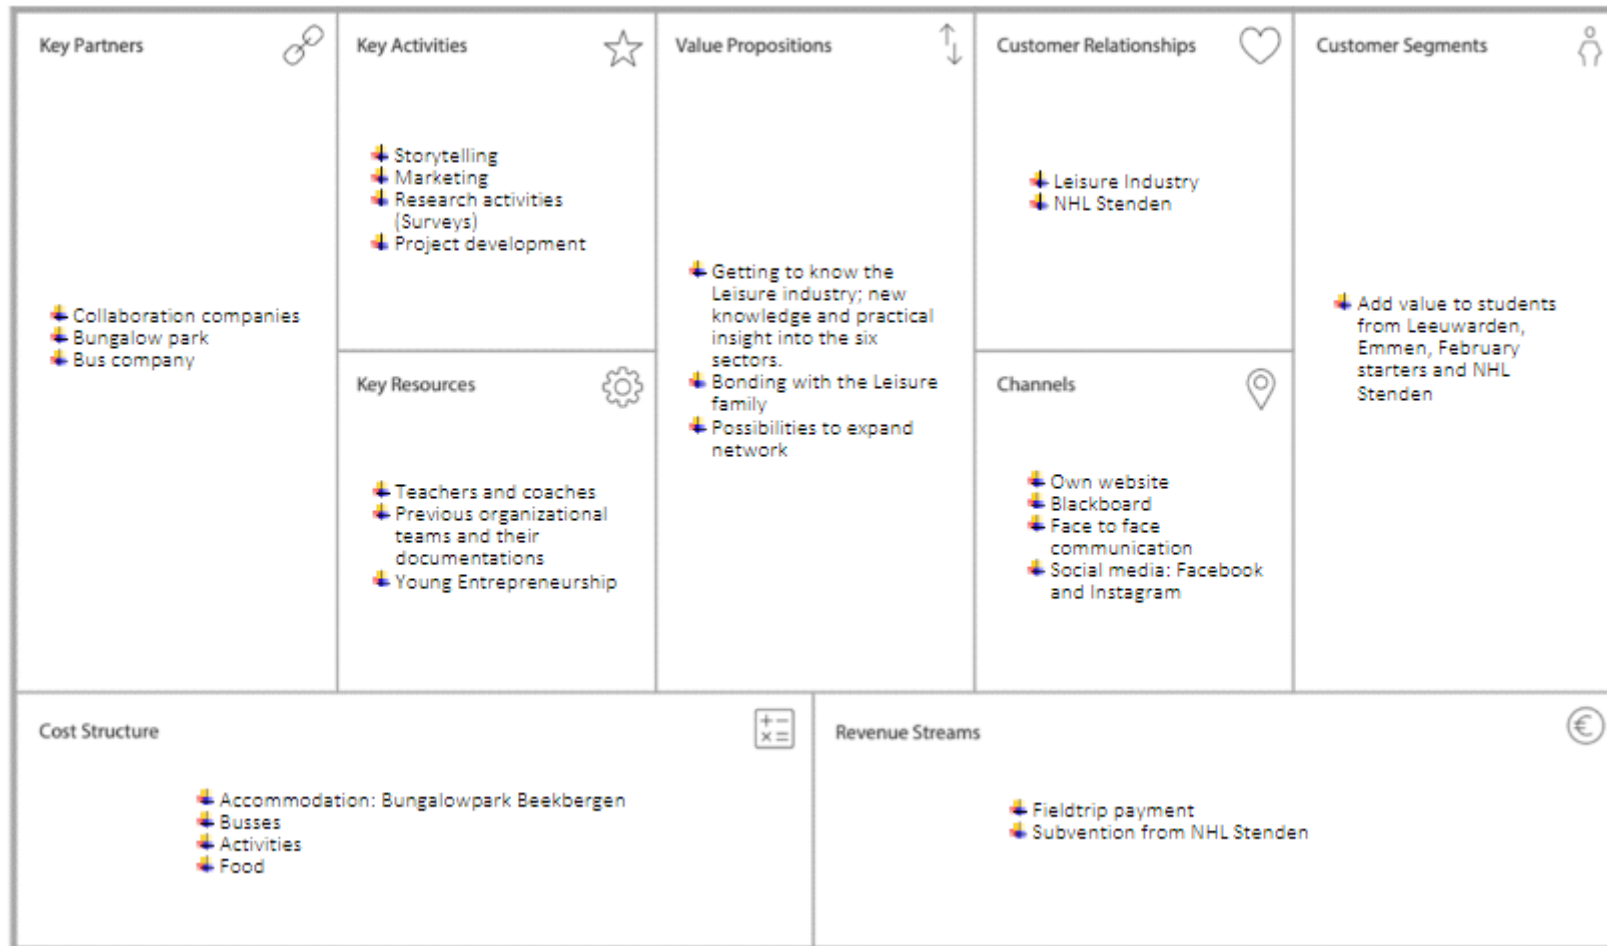 Key Partners
Collaboration companies
Bungalow park
Bus company
Key Activities
Storytelling
Marketing
Research activities
(Surveys)
Project development
Key Resources
Teachers and coaches
Previous organizational
teams and their
documentations
Young Entrepreneurship
Value Propositions
Getting to know the
Leisure industry; new
knowledge and practical
insight into the six
sectors.
Bonding with the Leisure
family
Possibilities to expand
network
Customer Relationships
Leisure Industry
NHL Stenden
Channels
Own website
Blackboard
Face to face
communication
Social media: Facebook
and Instagram
Customer Segments
Add value to students
from Leeuwarden,
Emmen, February
starters and NHL
Stenden
Cost Structure
Accommodation: Bungalowpark Beekbergen
Busses
Activities
Food
Revenue Streams
Fieldtrip payment
Subvention from NHL Stenden